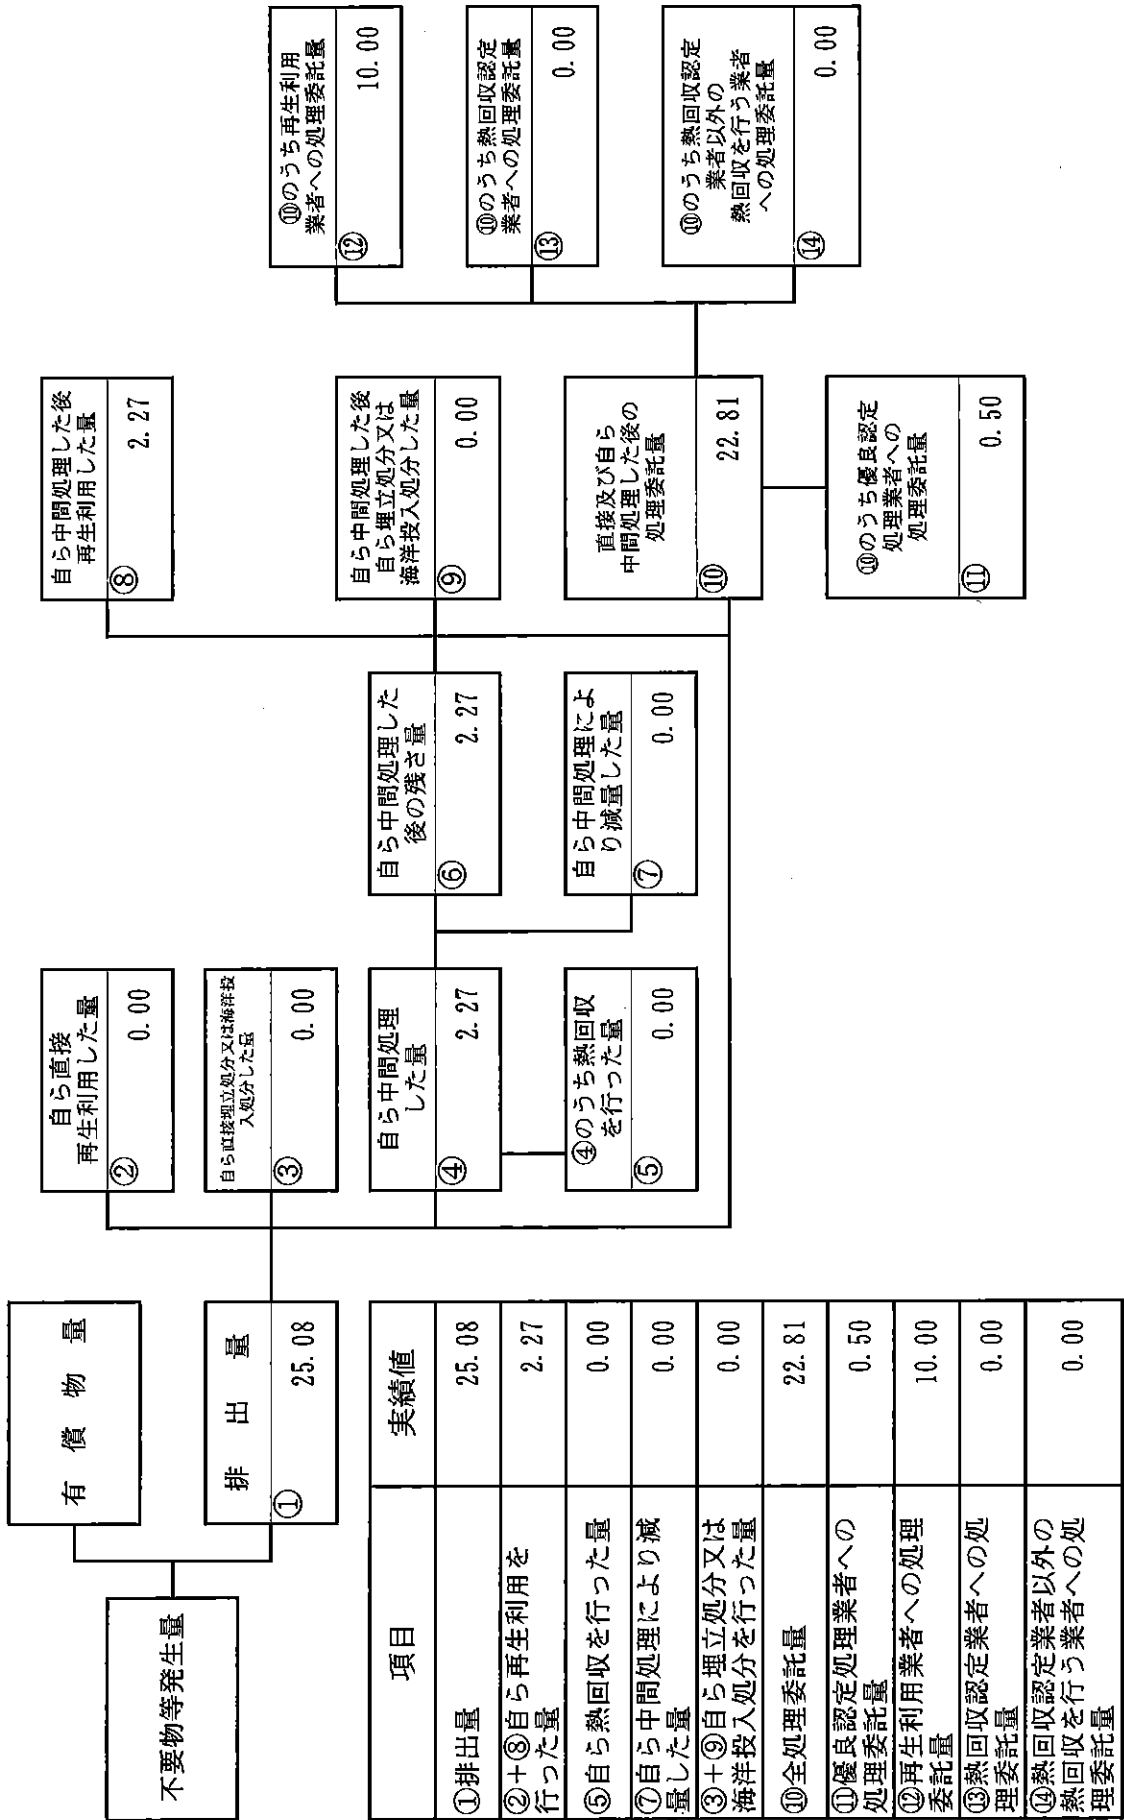 不要物等発生量
有償物量
排出量
①
25.08
自ら直接
再生利用した量
②
0.00
自ら直接埋立処分又は海洋投
入処分した量
③
0.00
自ら中間処理
した量
④
2.27
④のうち熱回収
を行った量
⑤
0.00
自ら中間処理した
後の残さ量
⑥
2.27
自ら中間処理によ
り減量した量
⑦
0.00
自ら中間処理した後
再生利用した量
⑧
2.27
自ら中間処理した後
自ら埋立処分又は
海洋投入処分した量
⑨
0.00
直接及び自ら
中間処理した後の
処理委託量
⑩
22.81
⑩のうち優良認定
処理業者への
処理委託量
⑪
0.50
⑩のうち再生利用
業者への処理委託量
⑫
10.00
⑩のうち熱回収認定
業者への処理委託量
⑬
0.00
⑩のうち熱回収認定
業者以外の
熱回収を行う業者
への処理委託量
⑭
0.00
項目
実績値
①排出量
25.08
②+⑧自ら再生利用を
行った量
2.27
⑤自ら熱回収を行った量
0.00
⑦自ら中間処理により減
量した量
0.00
③+⑨自ら埋立処分又は
海洋投入処分を行った量
0.00
⑩全処理委託量
22.81
⑪優良認定処理業者への
処理委託量
0.50
⑫再生利用業者への処理
委託量
10.00
⑬熱回収認定業者への処
理委託量
0.00
⑭熱回収認定業者以外の
熱回収を行う業者への処
理委託量
0.00